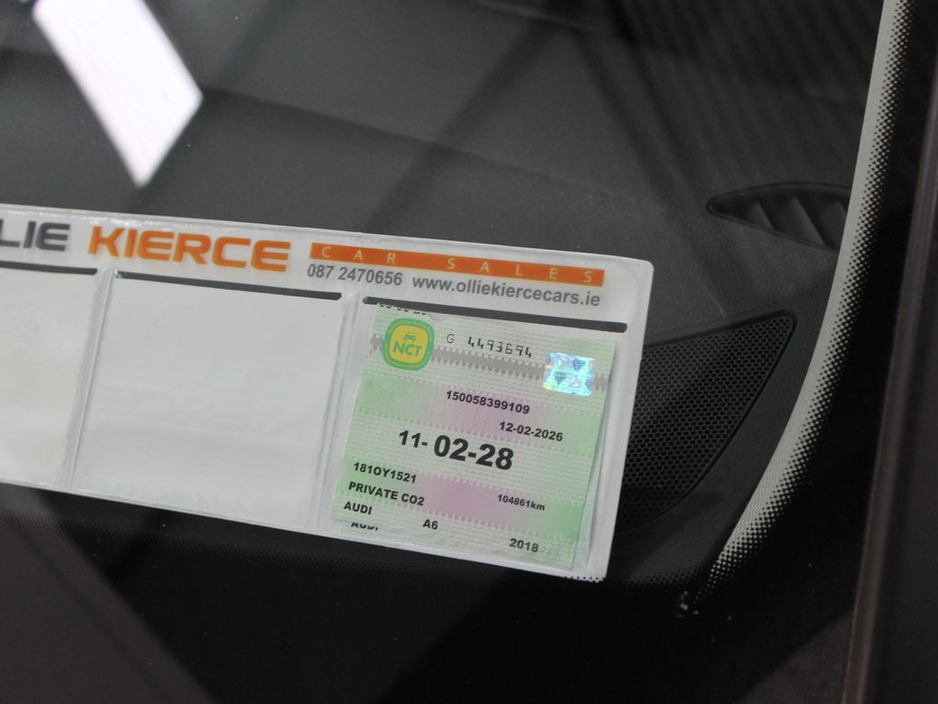 LIE KIERCE CAR SALES
087 2470656 www.olliekiercecars.ie
NCT G 4493694
150058399109
12-02-2026
11-02-28
181OY1521
PRIVATE CO2 104861km
AUDI A6
AUDI
2018